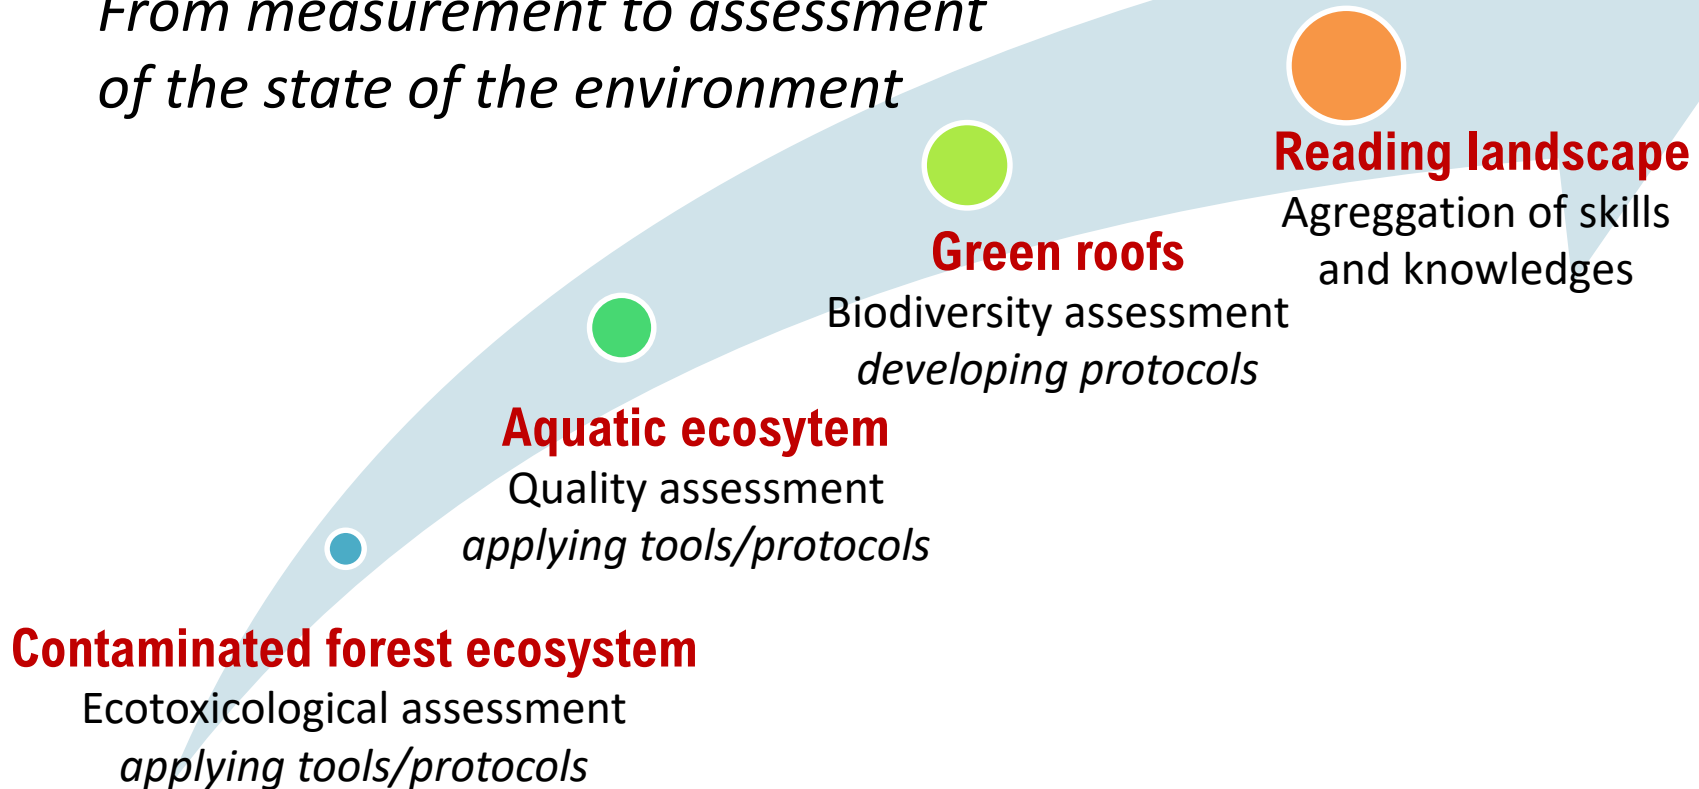 From measurement to assessment
of the state of the environment
Reading landscape
Agreggation of skills
and knowledges
Green roofs
Biodiversity assessment
developing protocols
Aquatic ecosytem
Quality assessment
applying tools/protocols
Contaminated forest ecosystem
Ecotoxicological assessment
applying tools/protocols